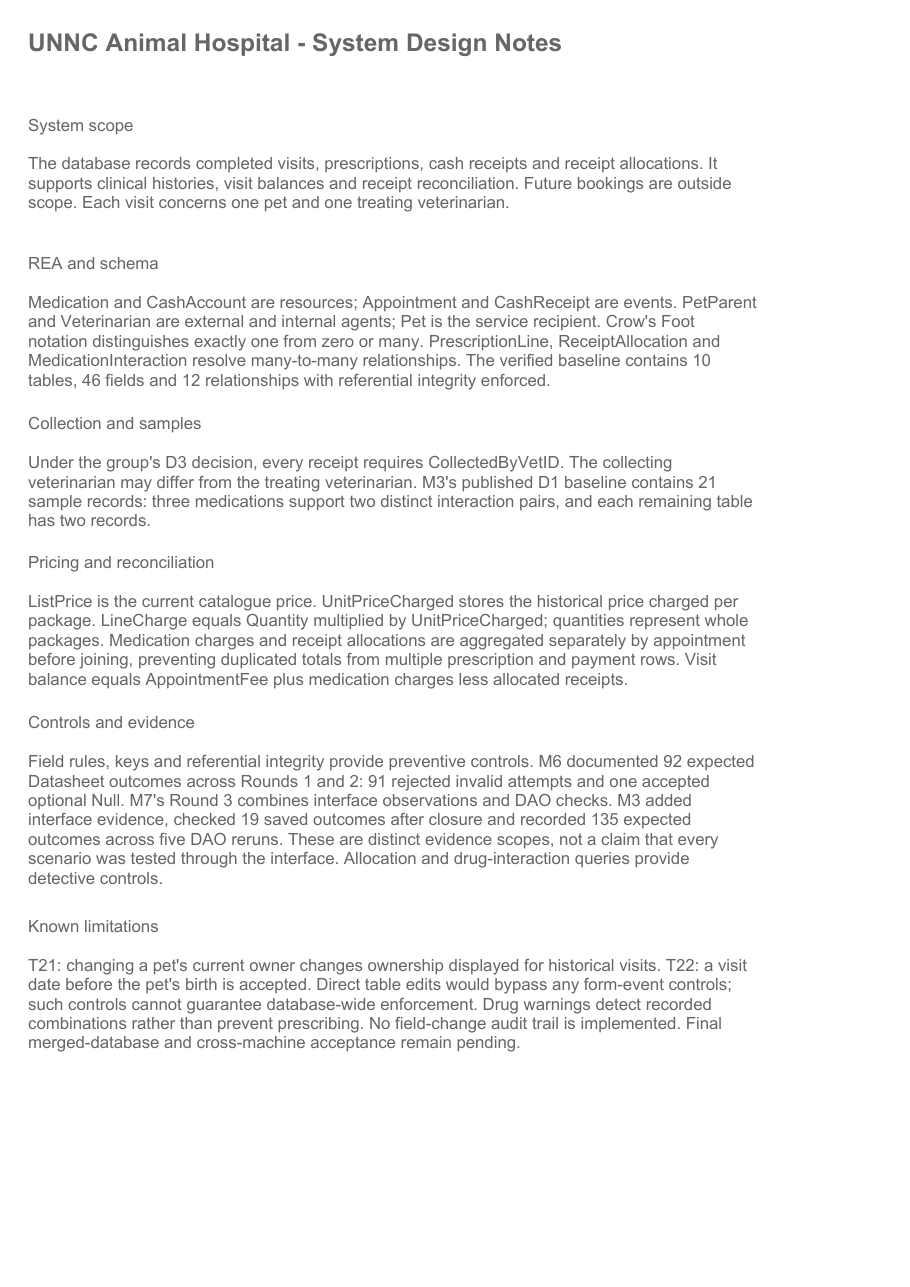 UNNC Animal Hospital - System Design Notes
System scope
The database records completed visits, prescriptions, cash receipts and receipt allocations. It
supports clinical histories, visit balances and receipt reconciliation. Future bookings are outside
scope. Each visit concerns one pet and one treating veterinarian.
REA and schema
Medication and CashAccount are resources; Appointment and CashReceipt are events. PetParent
and Veterinarian are external and internal agents; Pet is the service recipient. Crow's Foot
notation distinguishes exactly one from zero or many. PrescriptionLine, ReceiptAllocation and
MedicationInteraction resolve many-to-many relationships. The verified baseline contains 10
tables, 46 fields and 12 relationships with referential integrity enforced.
Collection and samples
Under the group's D3 decision, every receipt requires CollectedByVetID. The collecting
veterinarian may differ from the treating veterinarian. M3's published D1 baseline contains 21
sample records: three medications support two distinct interaction pairs, and each remaining table
has two records.
Pricing and reconciliation
ListPrice is the current catalogue price. UnitPriceCharged stores the historical price charged per
package. LineCharge equals Quantity multiplied by UnitPriceCharged; quantities represent whole
packages. Medication charges and receipt allocations are aggregated separately by appointment
before joining, preventing duplicated totals from multiple prescription and payment rows. Visit
balance equals AppointmentFee plus medication charges less allocated receipts.
Controls and evidence
Field rules, keys and referential integrity provide preventive controls. M6 documented 92 expected
Datasheet outcomes across Rounds 1 and 2: 91 rejected invalid attempts and one accepted
optional Null. M7's Round 3 combines interface observations and DAO checks. M3 added
interface evidence, checked 19 saved outcomes after closure and recorded 135 expected
outcomes across five DAO reruns. These are distinct evidence scopes, not a claim that every
scenario was tested through the interface. Allocation and drug-interaction queries provide
detective controls.
Known limitations
T21: changing a pet's current owner changes ownership displayed for historical visits. T22: a visit
date before the pet's birth is accepted. Direct table edits would bypass any form-event controls;
such controls cannot guarantee database-wide enforcement. Drug warnings detect recorded
combinations rather than prevent prescribing. No field-change audit trail is implemented. Final
merged-database and cross-machine acceptance remain pending.